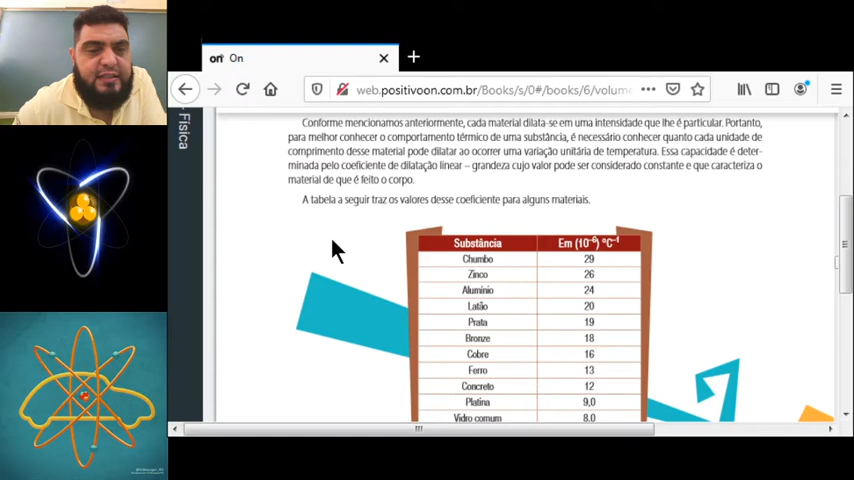 On
web.positivoon.com.br/Books/s/0#/books/6/volume
- Física
Conforme mencionamos anteriormente, cada material dilata-se em uma intensidade que lhe é particular. Portanto,
para melhor conhecer o comportamento térmico de uma substância, é necessário conhecer quanto cada unidade de
comprimento desse material pode dilatar ao ocorrer uma variação unitária de temperatura. Essa capacidade é deter-
minada pelo coeficiente de dilatação linear – grandeza cujo valor pode ser considerado constante e que caracteriza o
material de que é feito o corpo.
A tabela a seguir traz os valores desse coeficiente para alguns materiais.
Substância Em (10⁻⁶) °C⁻¹
Chumbo 29
Zinco 26
Alumínio 24
Latão 20
Prata 19
Bronze 18
Cobre 16
Ferro 13
Concreto 12
Platina 9,0
Vidro comum 8,0